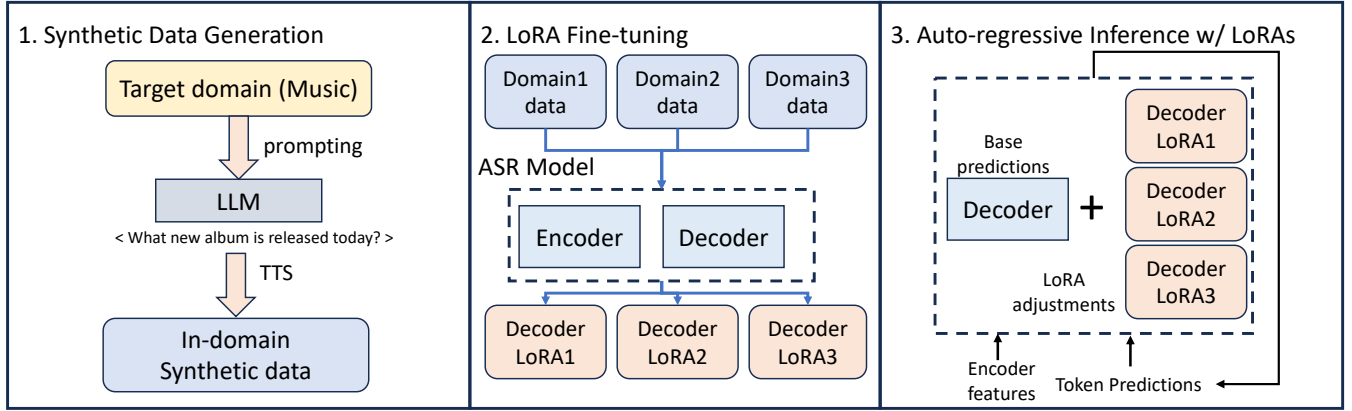 1. Synthetic Data Generation
Target domain (Music)
prompting
LLM
< What new album is released today? >
TTS
In-domain
Synthetic data
2. LoRA Fine-tuning
Domain1
data
Domain2
data
Domain3
data
ASR Model
Encoder
Decoder
Decoder
LoRA1
Decoder
LoRA2
Decoder
LoRA3
3. Auto-regressive Inference w/ LoRAs
Base
predictions
Decoder
+
Decoder
LoRA1
Decoder
LoRA2
Decoder
LoRA3
LoRA
adjustments
Encoder
features
Token Predictions